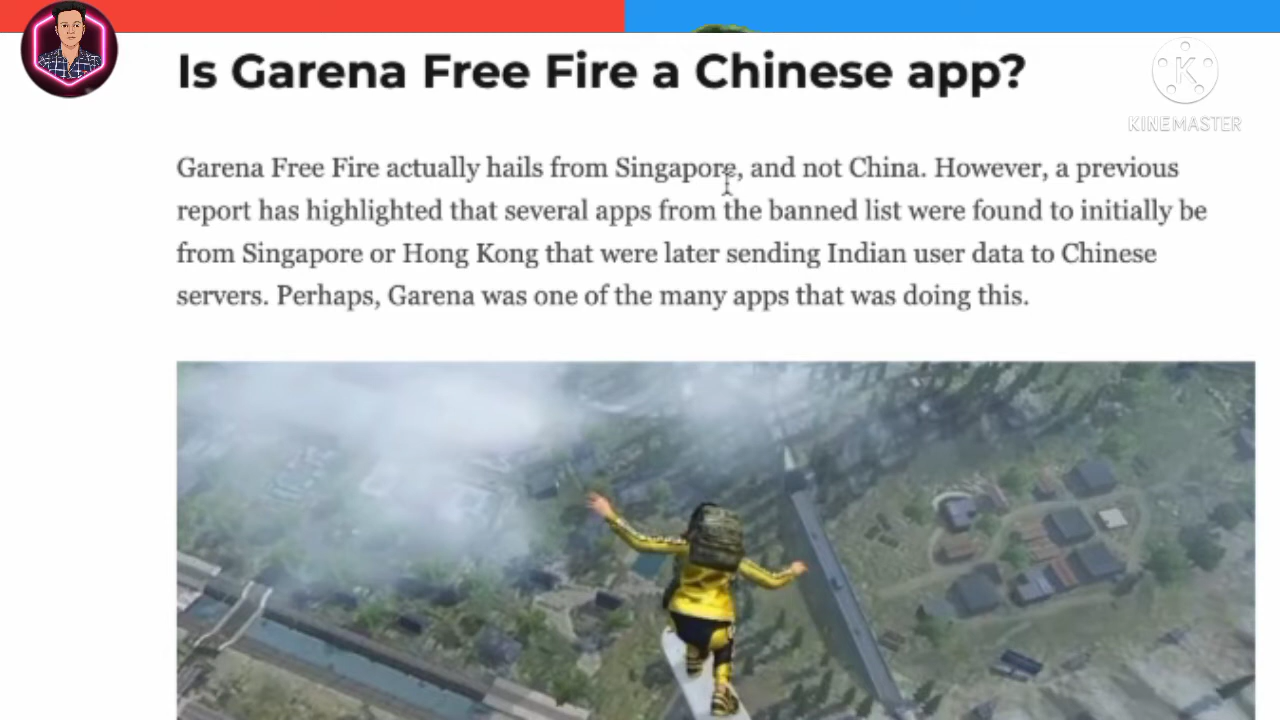 Is Garena Free Fire a Chinese app?
K
KINEMASTER
Garena Free Fire actually hails from Singapore, and not China. However, a previous
report has highlighted that several apps from the banned list were found to initially be
from Singapore or Hong Kong that were later sending Indian user data to Chinese
servers. Perhaps, Garena was one of the many apps that was doing this.